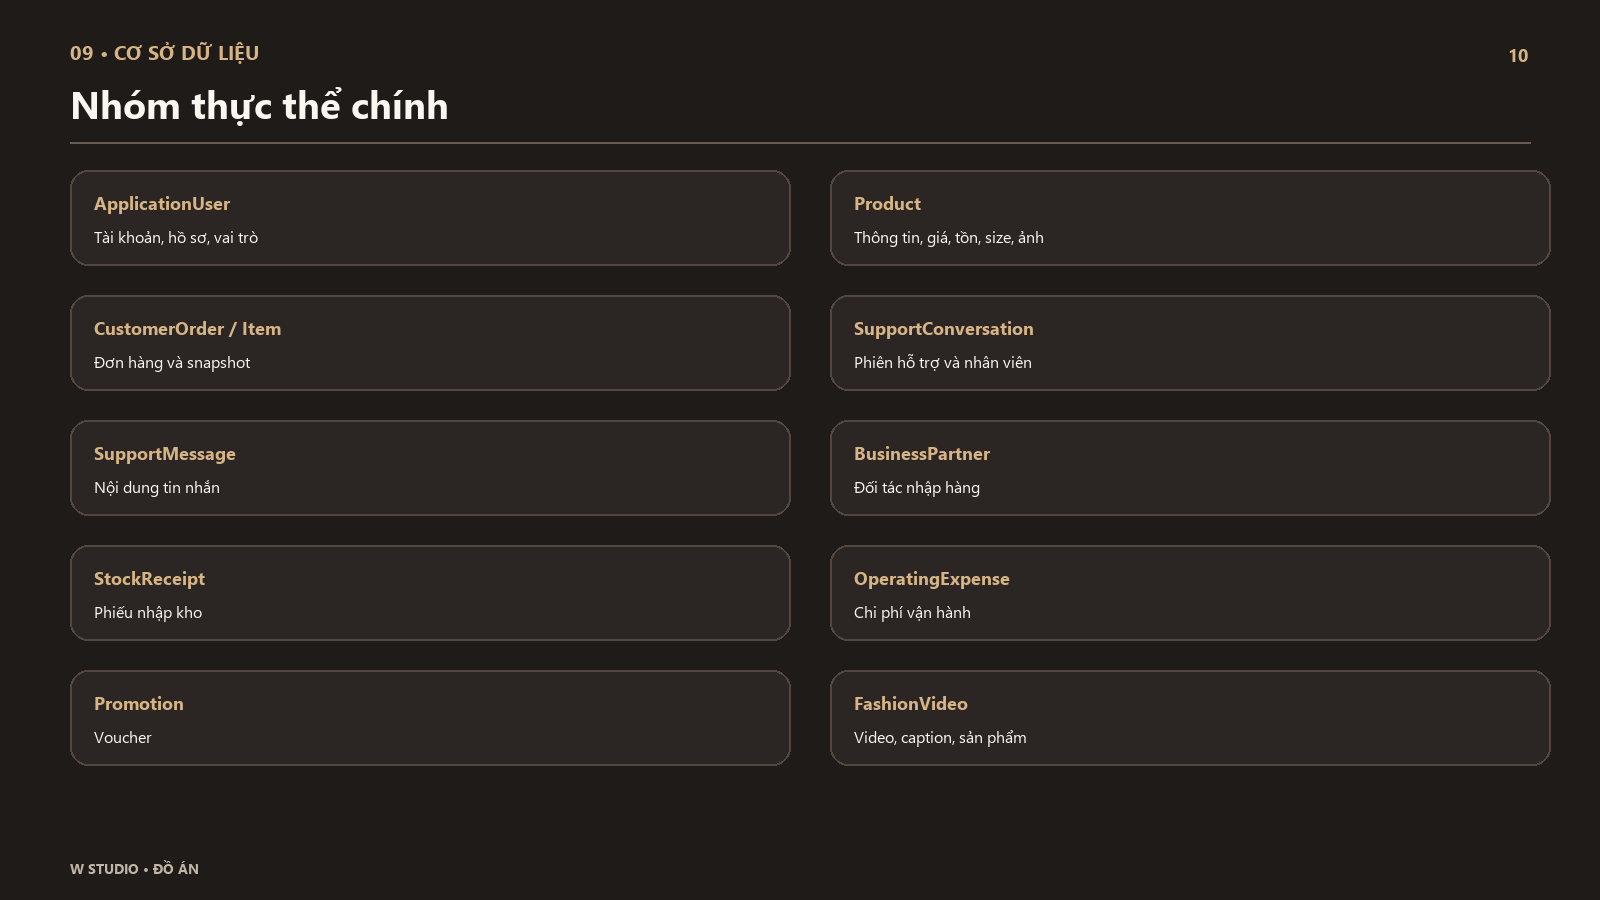 09 • CƠ SỞ DỮ LIỆU
10
Nhóm thực thể chính
ApplicationUser
Tài khoản, hồ sơ, vai trò
Product
Thông tin, giá, tồn, size, ảnh
CustomerOrder / Item
Đơn hàng và snapshot
SupportConversation
Phiên hỗ trợ và nhân viên
SupportMessage
Nội dung tin nhắn
BusinessPartner
Đối tác nhập hàng
StockReceipt
Phiếu nhập kho
OperatingExpense
Chi phí vận hành
Promotion
Voucher
FashionVideo
Video, caption, sản phẩm
W STUDIO • ĐỒ ÁN